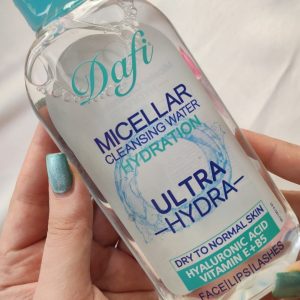 Dafi
MICELLAR
CLEANSING WATER
HYDRATION
ULTRA
HYDRA
DRY TO NORMAL SKIN
HYALURONIC ACID
VITAMIN E+B5
FACE|LIPS|LASHES